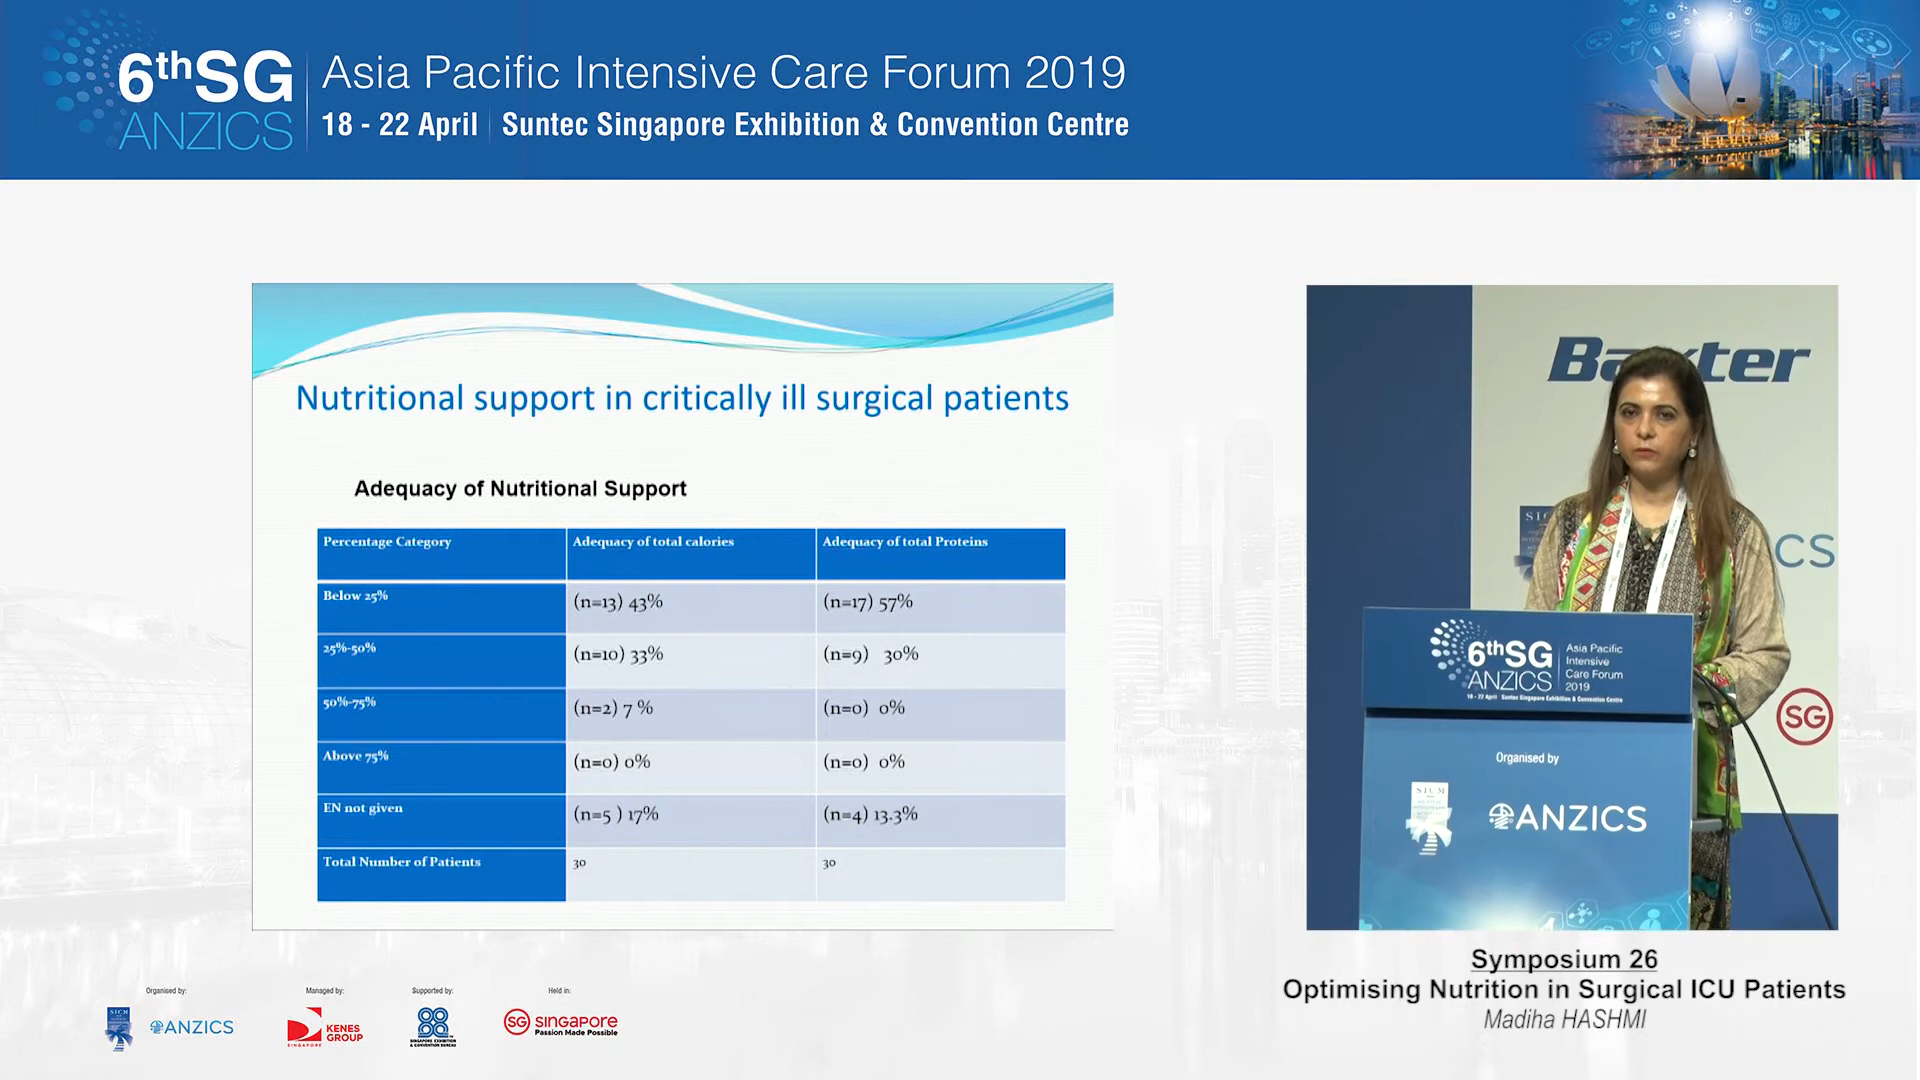 6thSG
ANZICS
Asia Pacific Intensive Care Forum 2019
18 - 22 April | Suntec Singapore Exhibition & Convention Centre
Nutritional support in critically ill surgical patients
Adequacy of Nutritional Support
Percentage Category Adequacy of total calories Adequacy of total Proteins
Below 25% (n=13) 43% (n=17) 57%
25%-50% (n=10) 33% (n=9) 30%
50%-75% (n=2) 7 % (n=0) 0%
Above 75% (n=0) 0% (n=0) 0%
EN not given (n=5 ) 17% (n=4) 13.3%
Total Number of Patients 30 30
Baxter
CS
SG
6thSG
ANZICS
Asia Pacific
Intensive
Care Forum
2019
18 - 22 April Suntec Singapore Exhibition & Convention Centre
Organised by
SICM
ANZICS
Symposium 26
Optimising Nutrition in Surgical ICU Patients
Madiha HASHMI
Organised by: Managed by: Supported by: Held in:
SICM
ANZICS
SINGAPORE
KENES
GROUP
SINGAPORE EXHIBITION
& CONVENTION BUREAU
SG singapore
Passion Made Possible